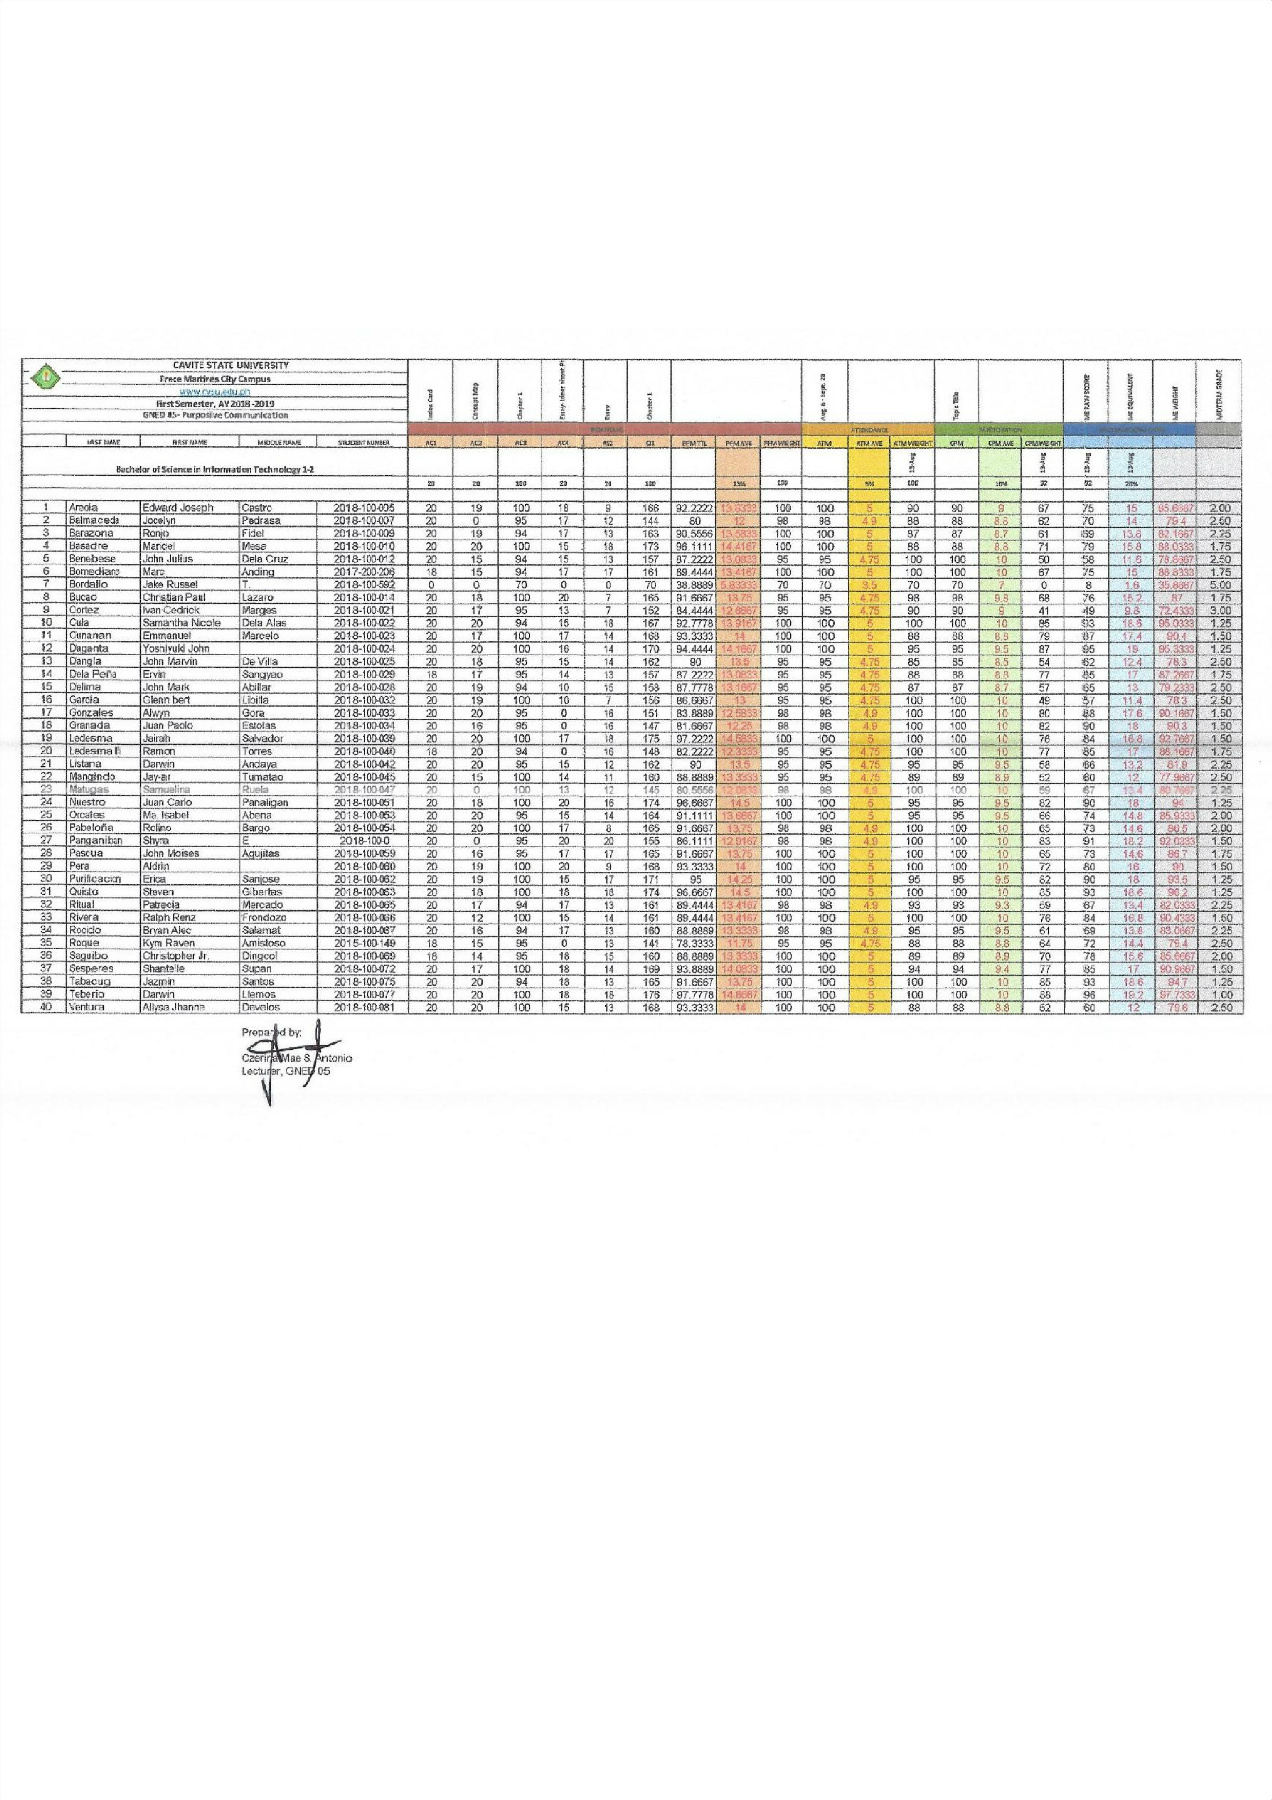 CAVITE STATE UNIVERSITY
Trece Martires City Campus
www.cvsu.edu.ph
First Semester, AY 2018-2019
GNED 05- Purposive Communication
Index Card Concept Map Chapter 1 Essay Chapter 1 Aug. 6 - Sept. 28 Topic Title ME RAW SCORE ME EQUIVALENT ME WEIGHT MIDTERM GRADE
ATTENDANCE
LAST NAME FIRST NAME MIDDLE NAME STUDENT NUMBER AC1 AC2 AC3 AC4 Q1 PFM TTL PFM AVE PFM WEIGHT ATM ATM AVE ATM WEIGHT CPM CPM AVE CPM WEIGHT
Bachelor of Science in Information Technology 1-2 13-Aug 13-Aug 13-Aug 13-Aug
20 20 100 20 20 100 15% 100 5% 100 10% 92 92 20%
1 Edward Joseph Castro 2018-100-005 20 19 100 18 9 166 92.2222 100 100 5 90 90 9 67 75 15 2.00
2 Balmaceda Jocelyn Pedrasa 2018-100-007 20 0 95 17 12 144 80 12 98 98 4.9 88 88 8.8 62 70 14 79.4 2.50
3 Barazona Ronjo Fidel 2018-100-009 20 19 94 17 13 163 90.5556 100 100 5 87 87 8.7 61 69 13.8 2.25
4 Basadre Maricel Mesa 2018-100-010 20 20 100 15 18 173 96.1111 14.4167 100 100 5 88 88 8.8 71 79 15.8 1.75
5 John Julius Dela Cruz 2018-100-012 20 15 94 15 13 157 87.2222 95 95 4.75 100 100 10 50 58 11.6 2.50
6 Marc Anding 2017-200-206 18 15 94 17 17 161 89.4444 13.4167 100 100 5 100 100 10 67 75 15 1.75
7 Bordallo Jake Russel T. 2018-100-592 0 0 70 0 0 70 38.8889 5.83333 70 70 3.5 70 70 7 0 8 1.6 5.00
8 Bucao Christian Paul Lazaro 2018-100-014 20 18 100 20 7 165 91.6667 13.75 95 95 4.75 98 98 9.8 68 76 15.2 87 1.75
9 Cortez Ivan Cedrick Marges 2018-100-021 20 17 95 13 7 152 84.4444 12.6667 95 95 4.75 90 90 9 41 49 9.8 72.4333 3.00
10 Cula Samantha Nicole Dela Alas 2018-100-022 20 20 94 15 18 167 92.7778 13.9167 100 100 5 100 100 10 85 93 18.6 95.0333 1.25
11 Cunanan Emmanuel Marcelo 2018-100-023 20 17 100 17 14 168 93.3333 14 100 100 5 88 88 8.8 79 87 17.4 90.4 1.50
12 Daganta Yoshiyuki John 2018-100-024 20 20 100 16 14 170 94.4444 14.1667 100 100 5 95 95 9.5 87 95 19 1.25
13 Dangla John Marvin De Villa 2018-100-025 20 18 95 15 14 162 90 13.5 95 95 4.75 85 85 8.5 54 62 12.4 78.3 2.50
14 Dela Peña Ervin Sangyao 2018-100-029 18 17 95 14 13 157 87.2222 13.0833 95 95 4.75 88 88 8.8 77 85 17 87.2667 1.75
15 Delima John Mark Abillar 2018-100-028 20 19 94 10 15 158 87.7778 13.1667 95 95 4.75 87 87 8.7 57 65 13 79.2333 2.50
16 Garcia Glenn bert Libilla 2018-100-032 20 19 100 10 7 156 86.6667 13 95 95 4.75 100 100 10 49 57 11.4 78.3 2.50
17 Gonzales Alwyn Gora 2018-100-033 20 20 95 0 16 151 83.8889 12.5833 98 98 4.9 100 100 10 80 88 17.6 90.1667 1.50
18 Granada Juan Paolo Estolas 2018-100-034 20 16 95 0 16 147 81.6667 12.25 98 98 4.9 100 100 10 82 90 18 90.3 1.50
19 Ledesma Jairah Salvador 2018-100-039 20 20 100 17 18 175 97.2222 14.5833 100 100 5 100 100 10 76 84 16.8 92.7667 1.50
20 Ledesma II Ramon Torres 2018-100-040 18 20 94 0 16 148 82.2222 12.3333 95 95 4.75 100 100 10 77 85 17 88.1667 1.75
21 Listana Darwin Andaya 2018-100-042 20 20 95 15 12 162 90 13.5 95 95 4.75 95 95 9.5 58 66 13.2 81.9 2.25
22 Mangindo Jay-ar Tumatao 2018-100-045 20 15 100 14 11 160 88.8889 13.3333 95 95 4.75 89 89 8.9 52 60 12 77.9667 2.50
23 Matugas Samuelina Ruela 2018-100-047 20 0 100 13 12 145 80.5556 12.0833 98 98 4.9 100 100 10 59 67 13.4 80.7667 2.25
24 Nuestro Juan Carlo Panaligan 2018-100-051 20 18 100 20 16 174 96.6667 14.5 100 100 5 95 95 9.5 82 90 18 94 1.25
25 Orcales Ma. Isabel Abena 2018-100-053 20 95 15 14 164 91.1111 13.6667 100 100 5 95 95 9.5 66 74 14.8 85.9333 2.00
26 Pabeloña Relino Bargo 2018-100-054 20 20 100 17 8 165 91.6667 13.75 98 98 4.9 100 100 10 65 73 14.6 86.5 2.00
27 Panganiban Shyra E 2018-100-0 20 0 95 20 20 155 86.1111 12.9167 98 98 4.9 100 100 10 83 91 18.2 92.0333 1.50
28 Pascua John Moises Aquijtas 2018-100-059 20 16 95 17 17 165 91.6667 13.75 100 100 5 100 100 10 65 73 14.6 86.7 1.75
29 Pera Aldrin 2018-100-060 20 19 100 20 9 168 93.3333 14 100 100 5 100 100 10 72 80 16 90 1.50
30 Purificacion Erica Sanjose 2018-100-062 20 19 100 15 17 171 95 14.25 100 100 5 95 95 9.5 82 90 18 93.5 1.25
31 Quisto Steven Gibertas 2018-100-063 20 18 100 18 18 174 96.6667 14.5 100 100 5 100 100 10 85 93 18.6 96.2 1.25
32 Ritual Patrecia Mercado 2018-100-065 20 17 94 17 13 161 89.4444 13.4167 98 98 4.9 93 93 9.3 59 67 13.4 82.0333 2.25
33 Rivera Ralph Renz Frondozo 2018-100-066 20 12 100 15 14 161 89.4444 13.4167 100 100 5 100 100 10 76 84 16.8 90.4333 1.50
34 Rocido Bryan Alec Salamat 2018-100-067 20 16 94 17 13 160 88.8889 13.3333 98 98 4.9 95 95 9.5 61 69 13.8 83.0667 2.25
35 Roque Kym Raven Amistoso 2015-100-149 18 15 95 0 13 141 78.3333 11.75 95 95 4.75 88 88 8.8 64 72 14.4 79.4 2.50
36 Saguibo Christopher Jr. Dingcol 2018-100-069 18 14 95 18 15 160 88.8889 13.3333 100 100 5 89 89 8.9 70 78 15.6 85.6667 2.00
37 Sesperes Shantelle Supan 2018-100-072 20 17 100 18 14 169 93.8889 14.0833 100 100 5 94 94 9.4 77 85 17 90.9667 1.50
38 Tabacug Jazmin Santos 2018-100-075 20 20 94 18 13 165 91.6667 13.75 100 100 5 100 100 10 85 93 18.6 94.7 1.25
39 Teberio Darwin Llamos 2018-100-077 20 20 100 18 18 176 97.7778 14.6667 100 100 5 100 100 10 88 96 19.2 97.7333 1.00
40 Ventura Allysa Jhanna Develos 2018-100-081 20 20 100 15 13 168 93.3333 14 100 100 5 88 88 8.8 52 60 12 79.6 2.50
Prepared by:
Czerina Mae S. Antonio
Lecturer, GNED 05